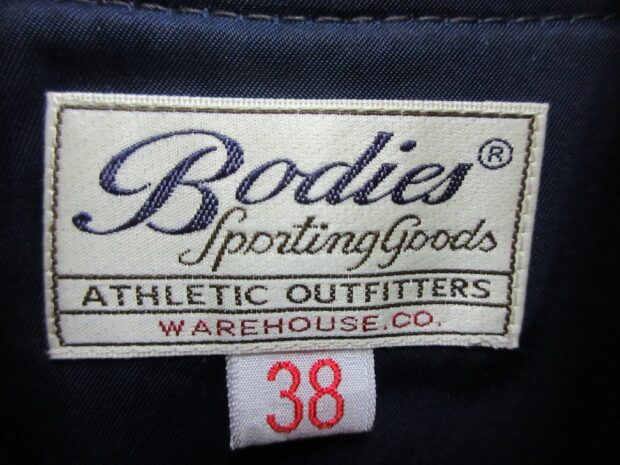 Bodies®
Sporting Goods
ATHLETIC OUTFITTERS
WAREHOUSE.CO.
38